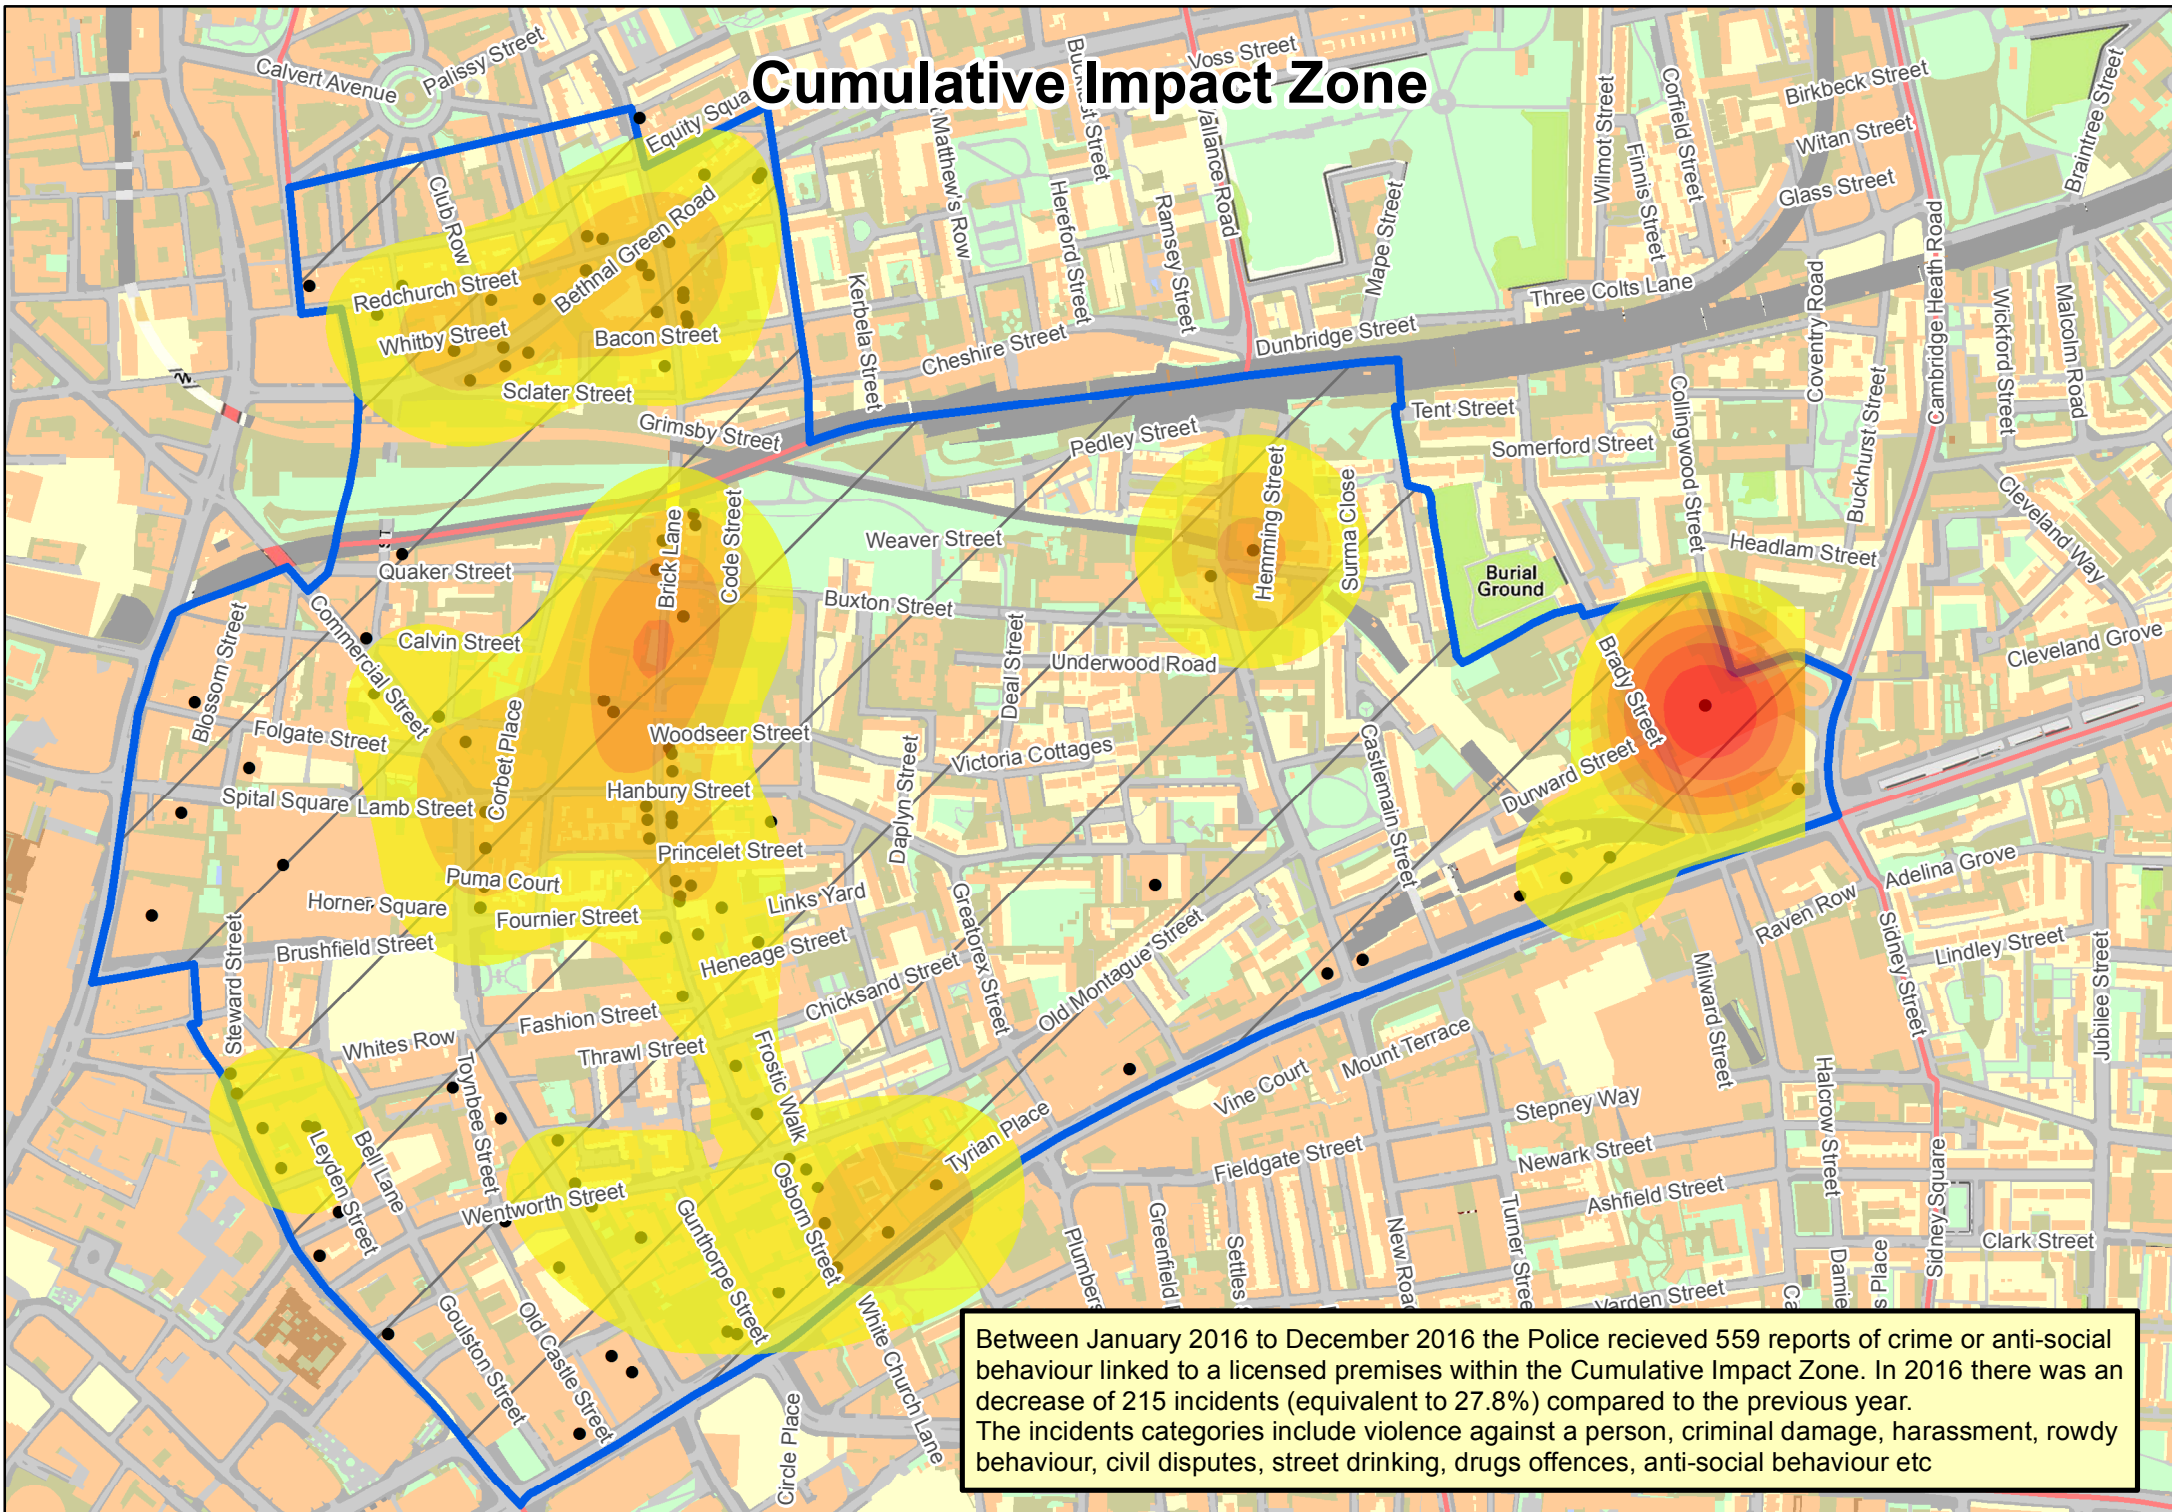 Cumulative Impact Zone
Calvert Avenue
Palissy Street
Voss Street
Birkbeck Street
Witan Street
Glass Street
Braintree Street
Corfield Street
Wilmot Street
Finnis Street
Matthew's Row
Hereford Street
Ramsey Street
Mape Street
Cambridge Heath Road
Club Row
Redchurch Street
Bethnal Green Road
Whitby Street
Bacon Street
Sclater Street
Grimsby Street
Kerbela Street
Cheshire Street
Dunbridge Street
Three Colts Lane
Coventry Road
Wickford Street
Malcolm Road
Tent Street
Somerford Street
Collingwood Street
Buckhurst Street
Pedley Street
Hemming Street
Surma Close
Burial
Ground
Headlam Street
Cleveland Way
Cleveland Grove
Quaker Street
Brick Lane
Code Street
Weaver Street
Buxton Street
Calvin Street
Commercial Street
Blossom Street
Folgate Street
Spital Square
Lamb Street
Corbet Place
Woodseer Street
Hanbury Street
Princelet Street
Deal Street
Underwood Road
Victoria Cottages
Daplyn Street
Castlemain Street
Brady Street
Durward Street
Puma Court
Horner Square
Fournier Street
Brushfield Street
Steward Street
Links Yard
Heneage Street
Chicksand Street
Greatorex Street
Old Montague Street
Adelina Grove
Raven Row
Sidney Street
Lindley Street
Jubilee Street
Milward Street
Whites Row
Fashion Street
Thrawl Street
Frostic Walk
Toynbee Street
Bell Lane
Leyden Street
Wentworth Street
Gunthorpe Street
Osborn Street
Tyrian Place
Vine Court
Mount Terrace
Fieldgate Street
Stepney Way
Newark Street
Ashfield Street
Halcrow Street
Sidney Square
Clark Street
Goulston Street
Old Castle Street
White Church Lane
Circle Place
Plumbers
Greenfield
Settles
New Road
Turner Stree
Varden Street
Damie
s Place
Between January 2016 to December 2016 the Police recieved 559 reports of crime or anti-social
behaviour linked to a licensed premises within the Cumulative Impact Zone. In 2016 there was an
decrease of 215 incidents (equivalent to 27.8%) compared to the previous year.
The incidents categories include violence against a person, criminal damage, harassment, rowdy
behaviour, civil disputes, street drinking, drugs offences, anti-social behaviour etc